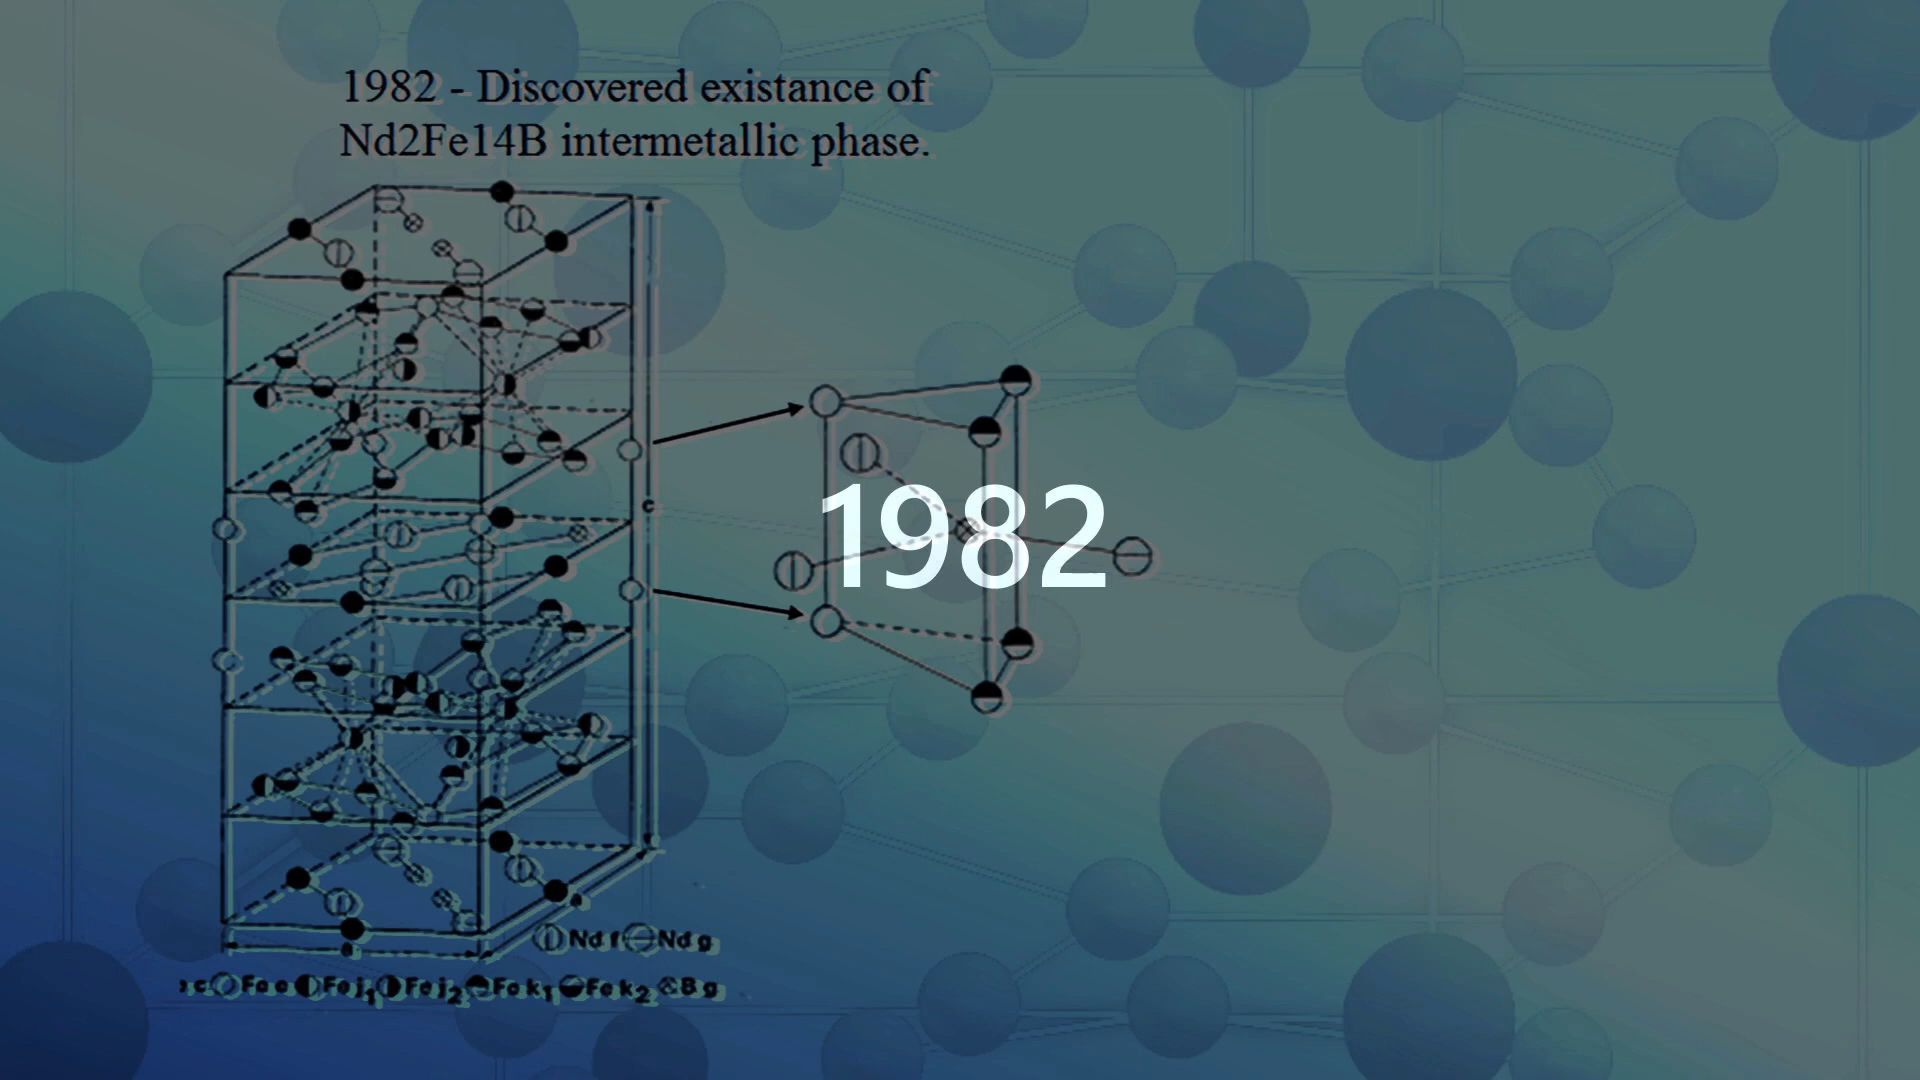 1982 - Discovered existance of
Nd2Fe14B intermetallic phase.
1982
c
a
Nd f Nd g
c Fe e Fe j1 Fe j2 Fe k1 Fe k2 B g